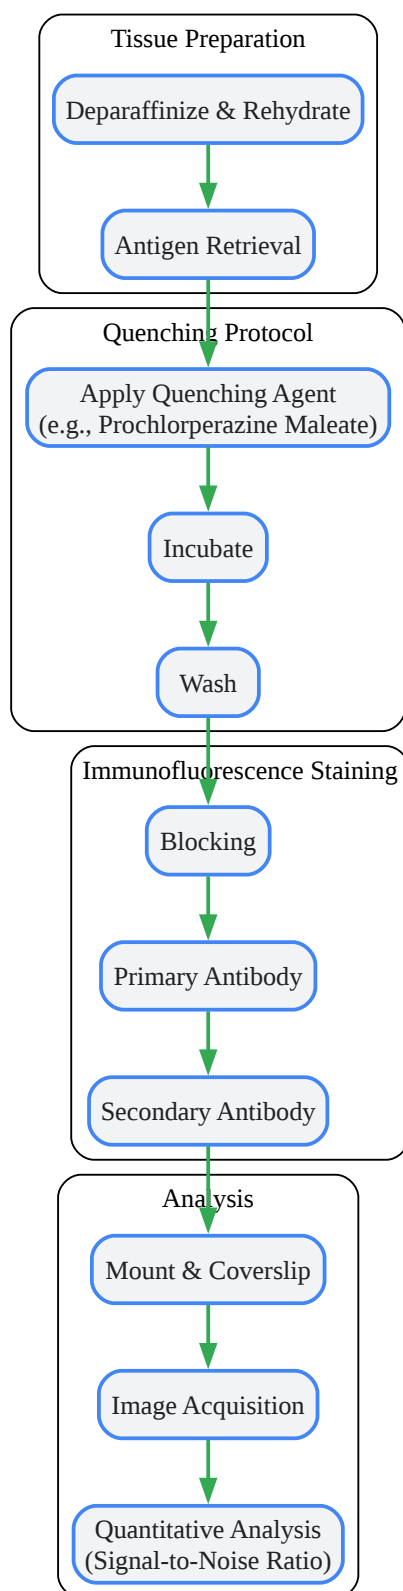 Tissue Preparation
Deparaffinize & Rehydrate
Antigen Retrieval
Quenching Protocol
Apply Quenching Agent
(e.g., Prochlorperazine Maleate)
Incubate
Wash
Immunofluorescence Staining
Blocking
Primary Antibody
Secondary Antibody
Analysis
Mount & Coverslip
Image Acquisition
Quantitative Analysis
(Signal-to-Noise Ratio)